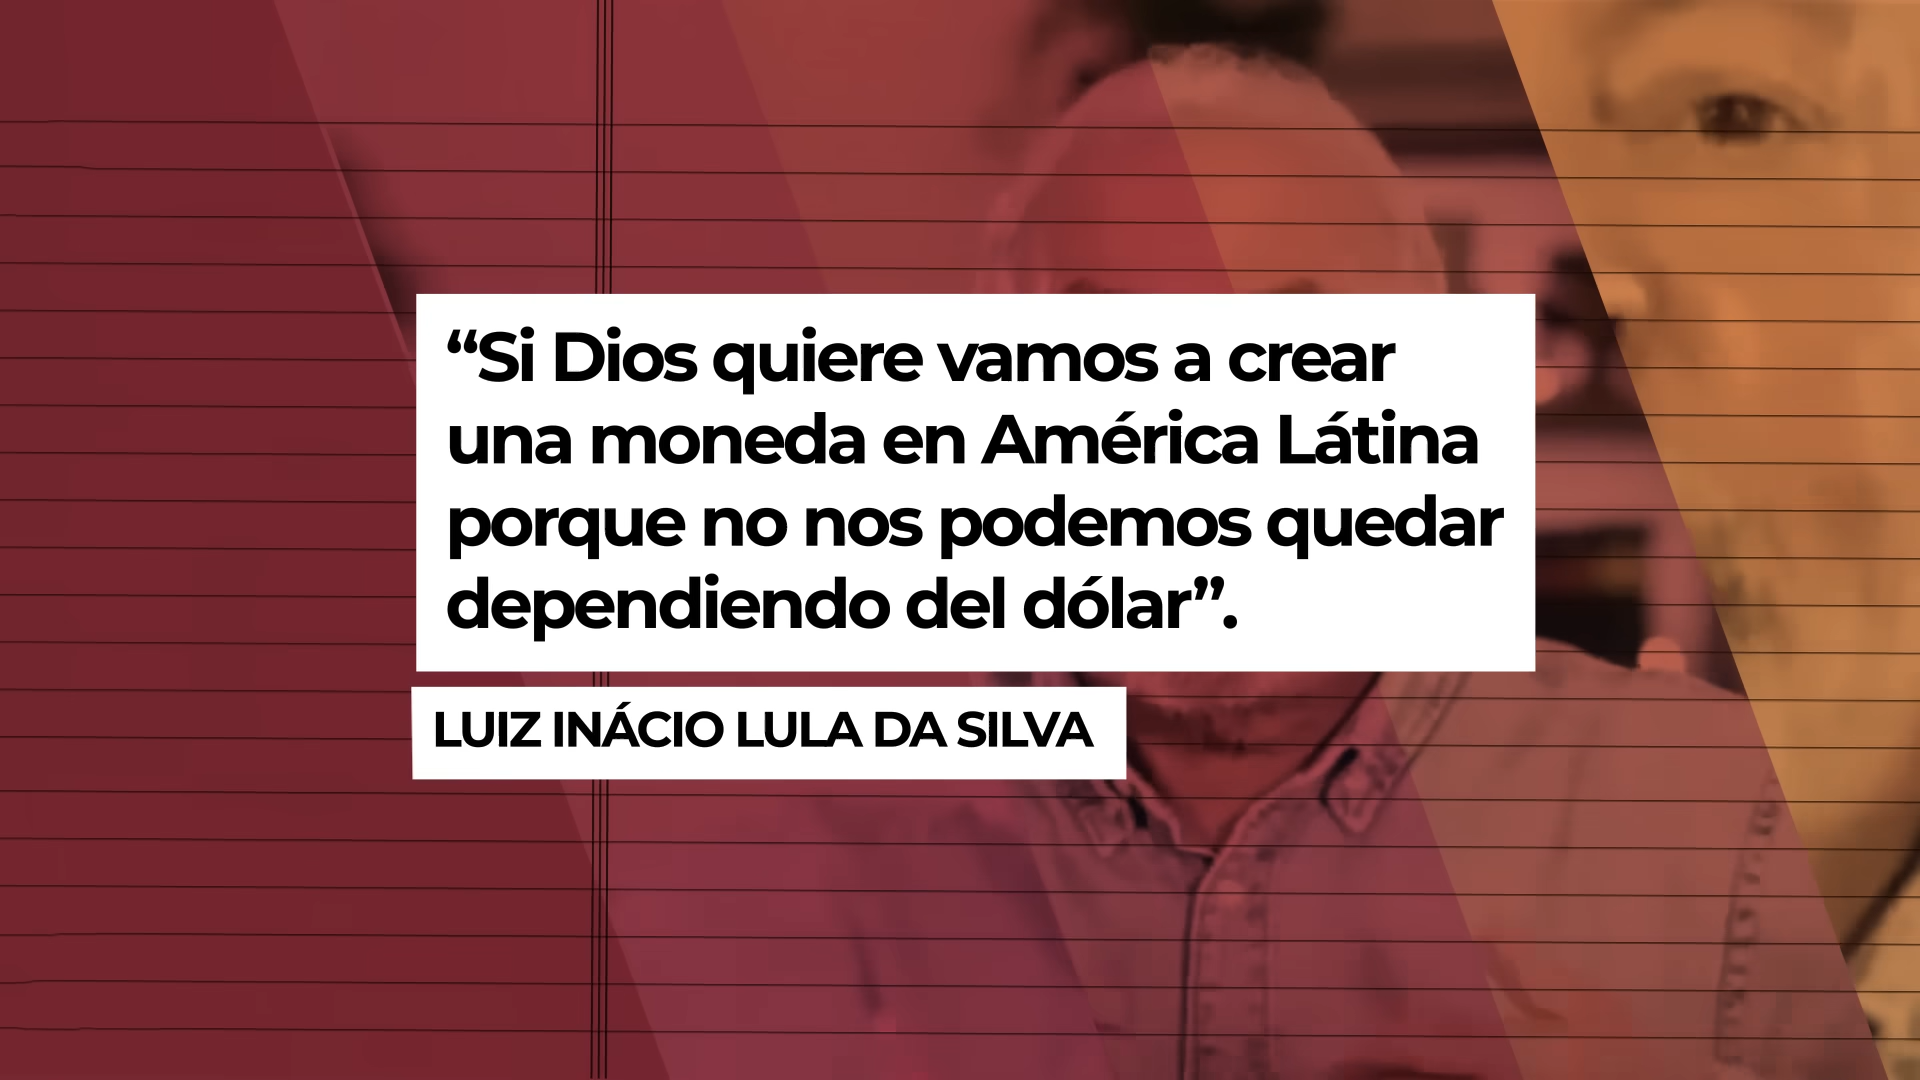 “Si Dios quiere vamos a crear
una moneda en América Látina
porque no nos podemos quedar
dependiendo del dólar”.
LUIZ INÁCIO LULA DA SILVA